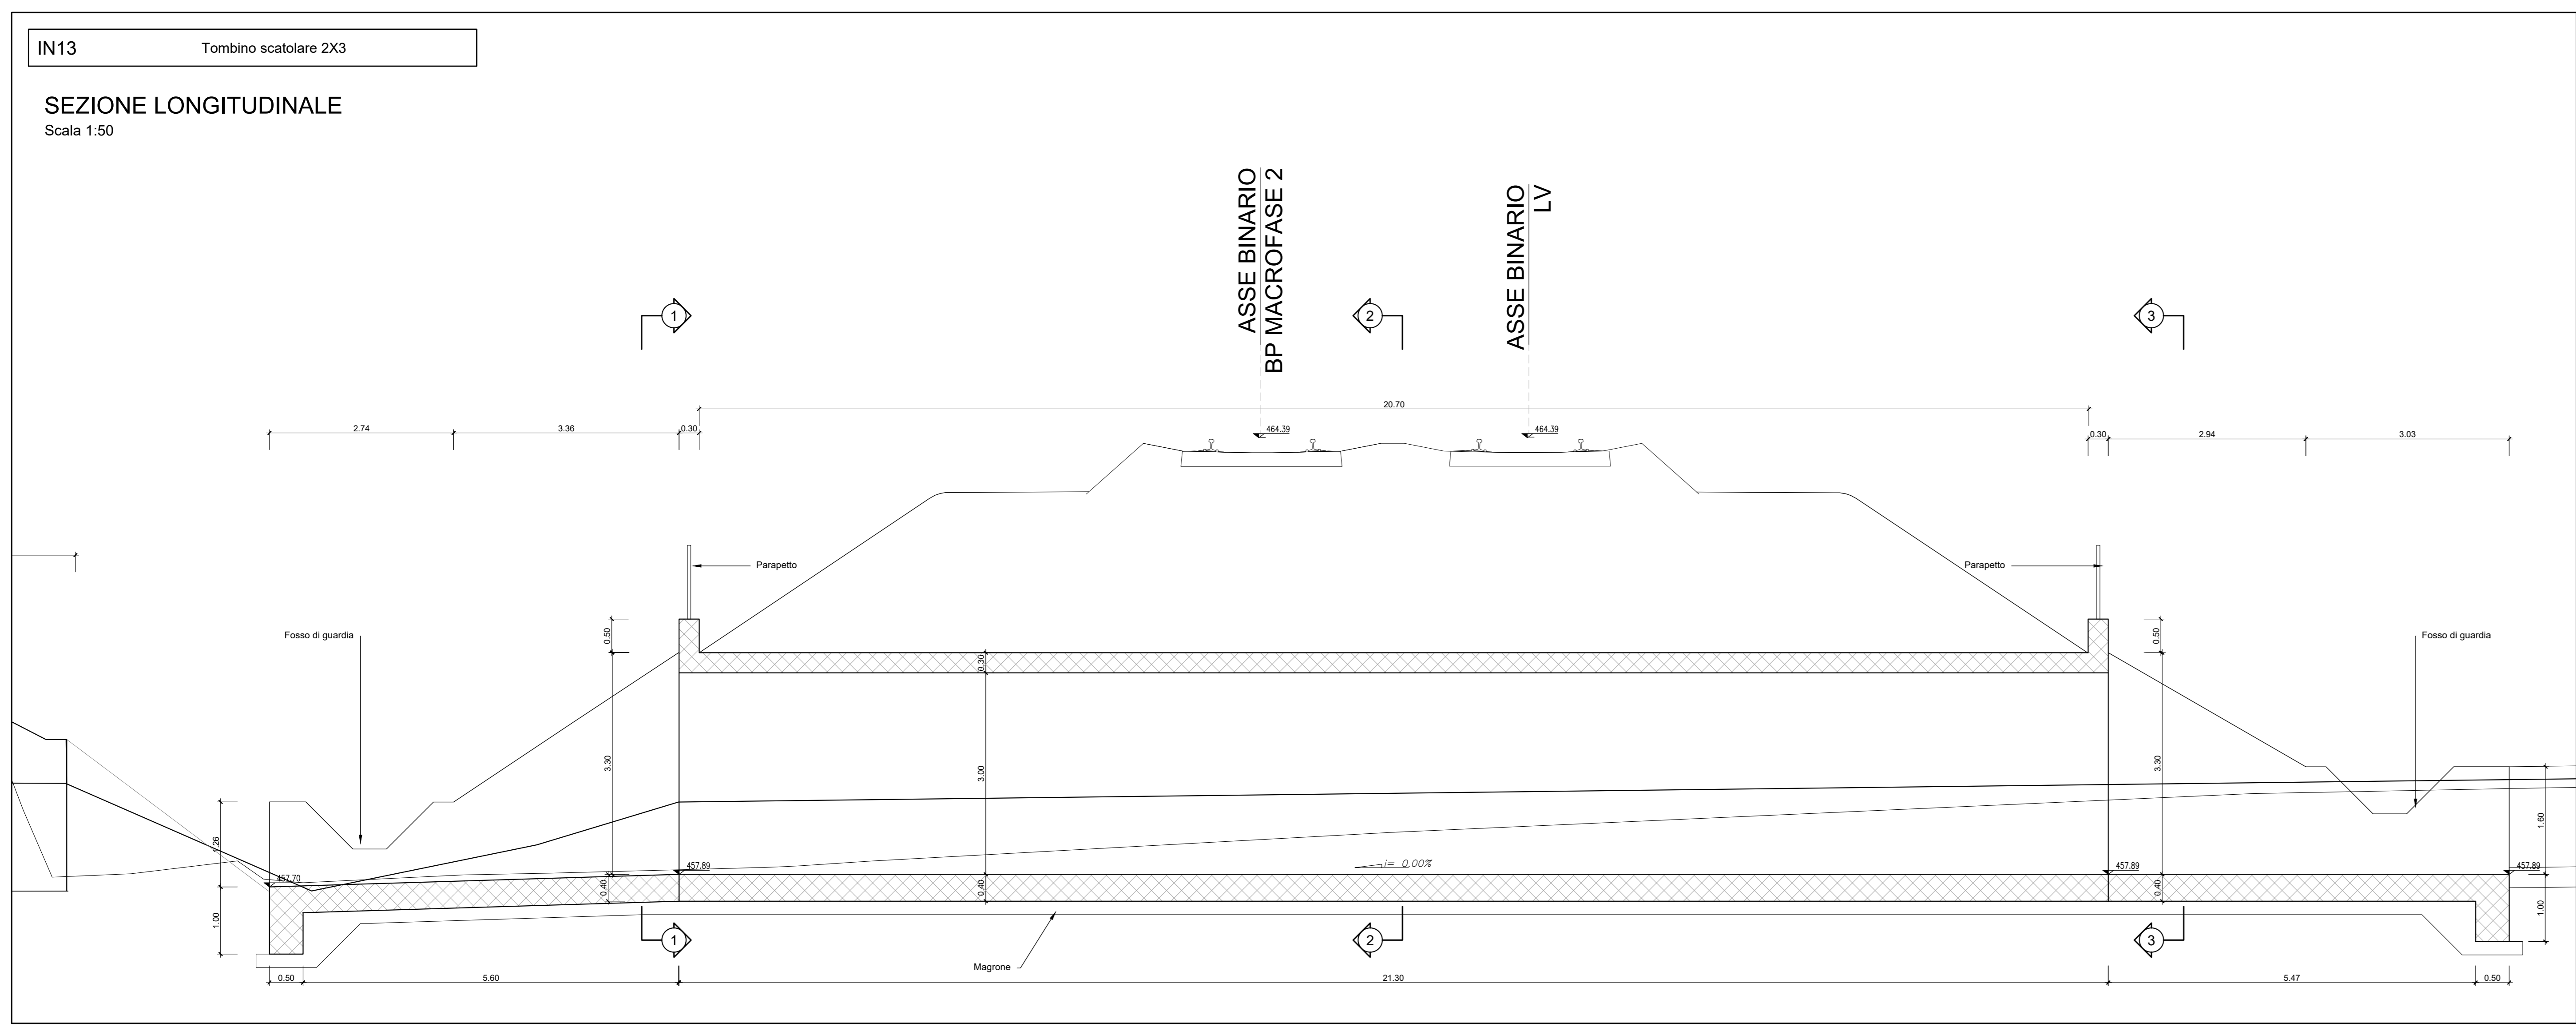 IN13
Tombino scatolare 2X3
SEZIONE LONGITUDINALE
Scala 1:50
ASSE BINARIO
BP MACROFASE 2
ASSE BINARIO
LV
1
2
3
20.70
2.74
3.36
0.30
464.39
464.39
0.30
2.94
3.03
Parapetto
Parapetto
Fosso di guardia
0.50
0.30
0.50
Fosso di guardia
3.30
3.00
3.30
1.26
1.60
457.70
457.89
i= 0,00%
457.89
457.89
0.40
0.40
0.40
1.00
1.00
1
2
3
Magrone
0.50
5.60
21.30
5.47
0.50